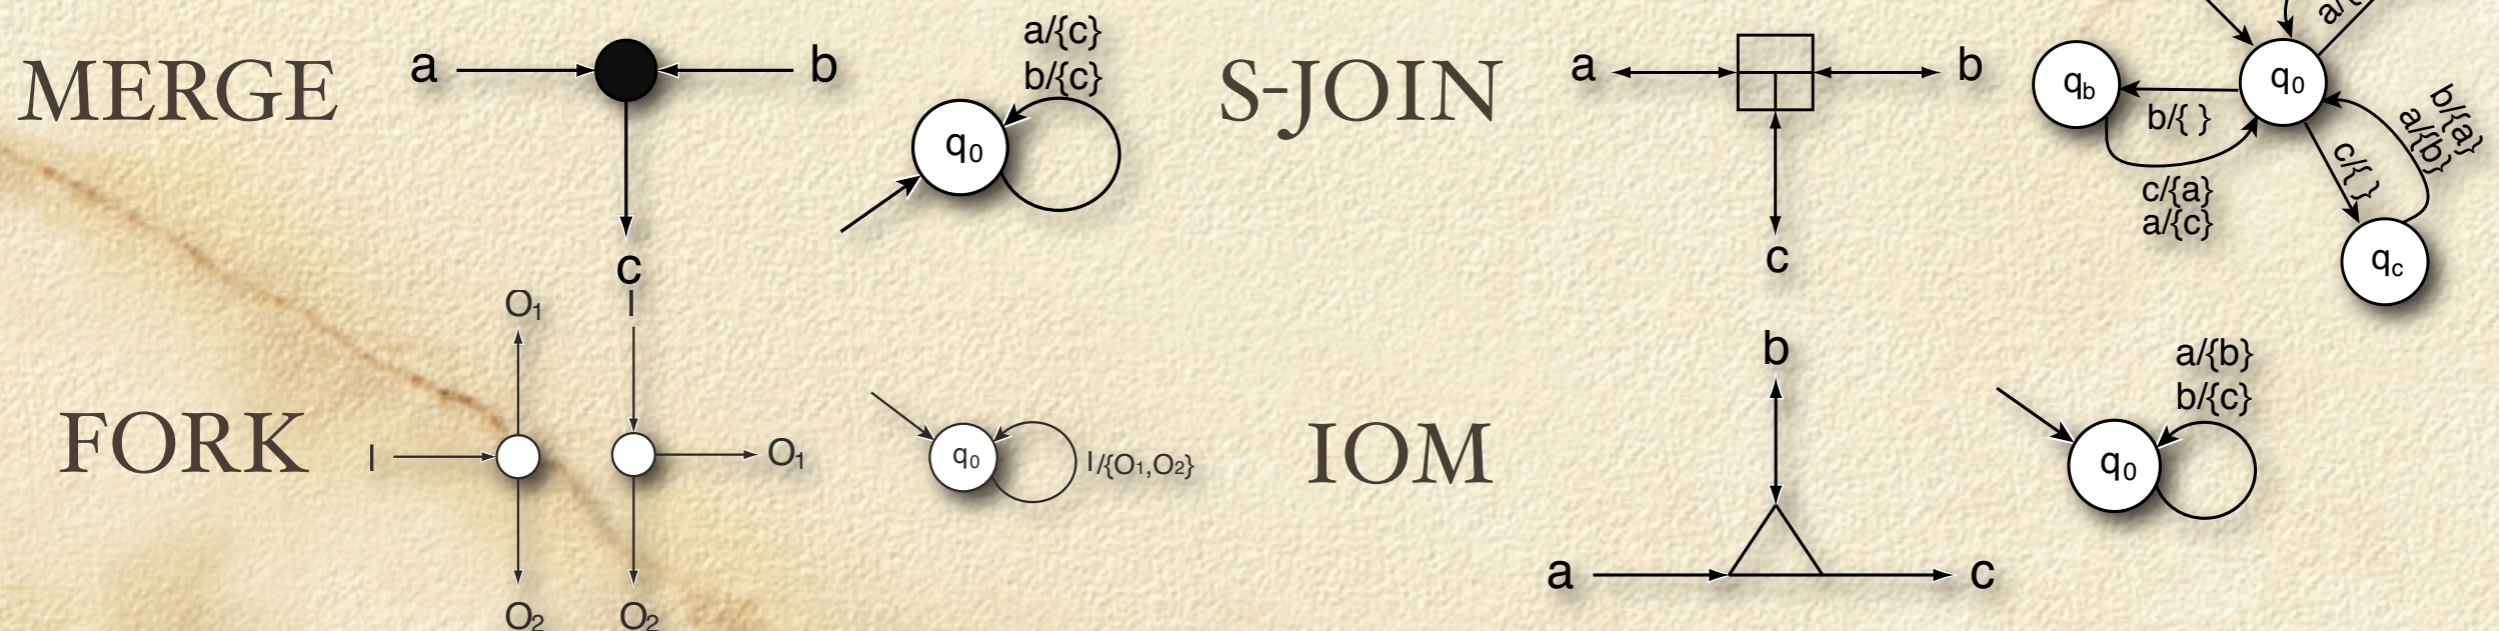 MERGE
a
b
c
a/{c}
b/{c}
q0
S-JOIN
a
b
c
qb
q0
b/{ }
c/{a}
a/{c}
c/{ }
b/{a}
a/{b}
qc
FORK
O1
I
O2
I
O1
O2
q0
I/{O1,O2}
IOM
b
a
c
a/{b}
b/{c}
q0